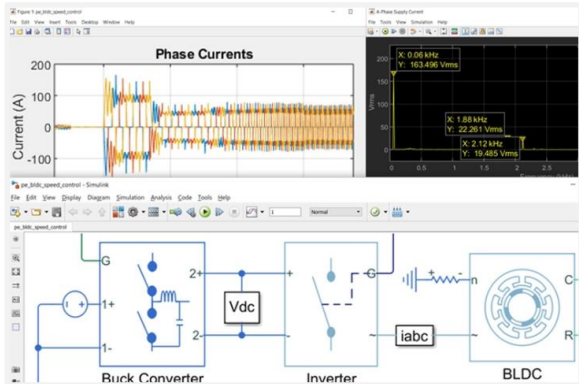 Figure 1: pe_bldc_speed_control
File Edit View Insert Tools Desktop Window Help
Phase Currents
Current (A)
200
100
0
-100
A-Phase Supply Current
File Tools View Simulation Help
Vrms
200
150
100
50
0
X: 0.06 kHz
Y: 163.496 Vrms
X: 1.88 kHz
Y: 22.261 Vrms
X: 2.12 kHz
Y: 19.485 Vrms
0 0.5 1 1.5 2 2.5
pe_bldc_speed_control - Simulink
File Edit View Display Diagram Simulation Analysis Code Tools Help
1
Normal
pe_bldc_speed_control
G
1+
1-
2+
2-
Buck Converter
Vdc
+
-
G
~
Inverter
iabc
+ -
n
~
C
R
BLDC